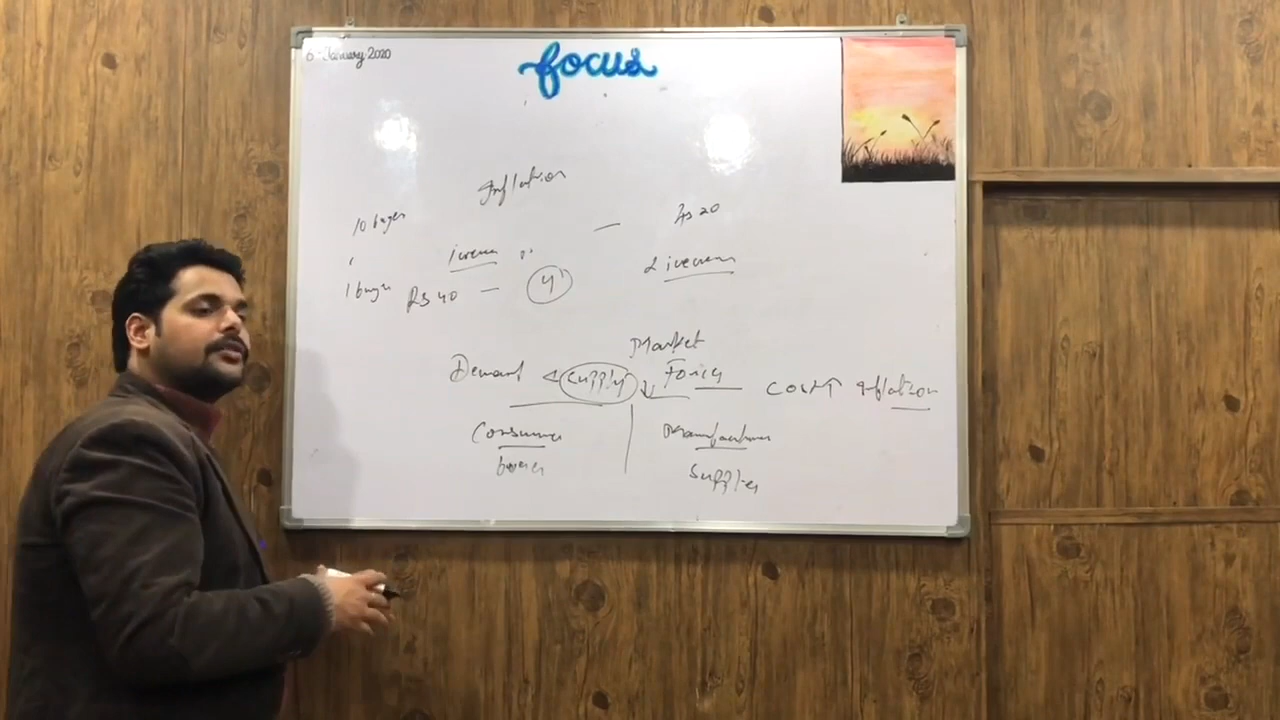 6 January 2020
focus
Inflation
10 buyer
Rs 20
1 icecream
2 icecream
1 buyer Rs 40 — 4
Market
Demand < Supply ↓ Forces
Cost ↑ Inflation
Consumer
Manufacturer
buyers
Supplier